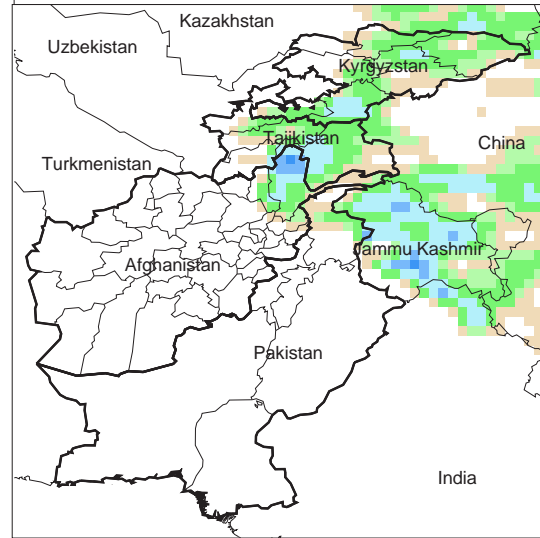 Kazakhstan
Uzbekistan
Kyrgyzstan
Tajikistan
China
Turkmenistan
Jammu Kashmir
Afghanistan
Pakistan
India